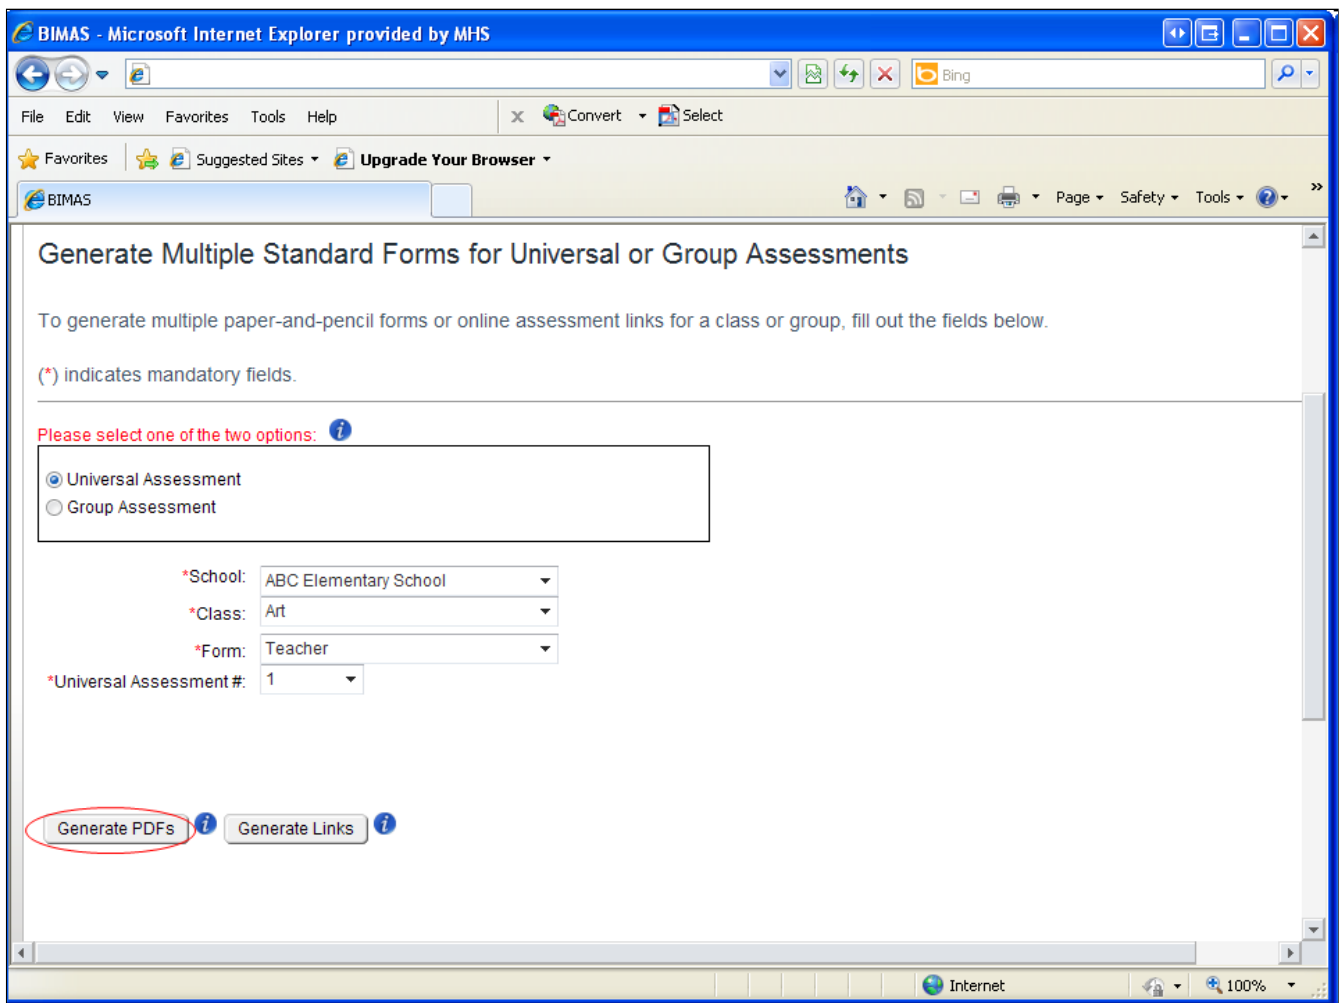 BIMAS - Microsoft Internet Explorer provided by MHS
Bing
File Edit View Favorites Tools Help x Convert Select
Favorites Suggested Sites Upgrade Your Browser
BIMAS Page Safety Tools »
Generate Multiple Standard Forms for Universal or Group Assessments
To generate multiple paper-and-pencil forms or online assessment links for a class or group, fill out the fields below.
(*) indicates mandatory fields.
Please select one of the two options: i
Universal Assessment
Group Assessment
*School: ABC Elementary School
*Class: Art
*Form: Teacher
*Universal Assessment #: 1
Generate PDFs i Generate Links i
Internet 100%